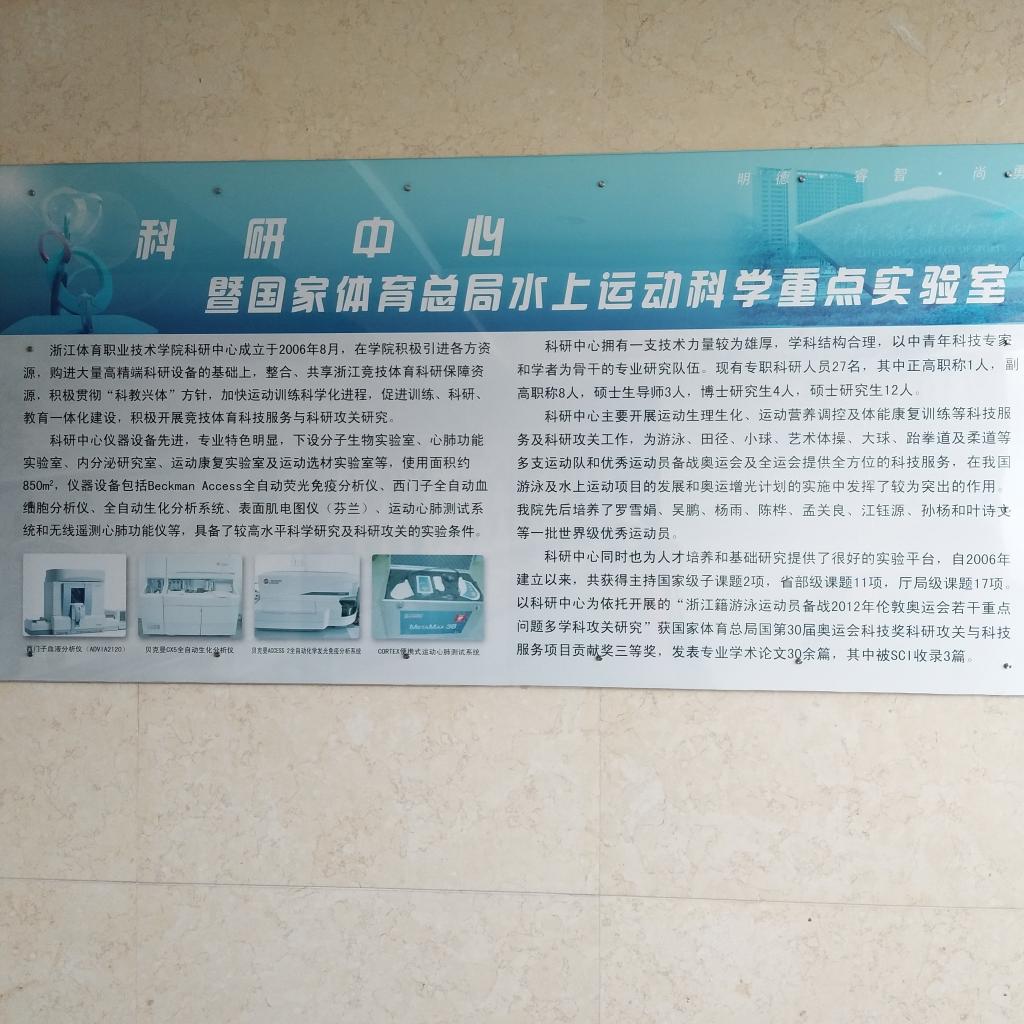 明 德 · 睿 智 · 尚 勇
科 研 中 心
暨国家体育总局水上运动科学重点实验室
浙江体育职业技术学院科研中心成立于2006年8月，在学院积极引进各方资
源，购进大量高精端科研设备的基础上，整合、共享浙江竞技体育科研保障资
源，积极贯彻“科教兴体”方针，加快运动训练科学化进程，促进训练、科研、
教育一体化建设，积极开展竞技体育科技服务与科研攻关研究。
科研中心仪器设备先进，专业特色明显，下设分子生物实验室、心肺功能
实验室、内分泌研究室、运动康复实验室及运动选材实验室等，使用面积约
850m²，仪器设备包括Beckman Access全自动荧光免疫分析仪、西门子全自动血
细胞分析仪、全自动生化分析系统、表面肌电图仪（芬兰）、运动心肺测试系
统和无线遥测心肺功能仪等，具备了较高水平科学研究及科研攻关的实验条件。
METAMAX 3B
西门子血液分析仪（ADVIA2120）
贝克曼CX5全自动生化分析仪
贝克曼ACCESS 2全自动化学发光免疫分析系统
CORTEX便携式运动心肺测试系统
科研中心拥有一支技术力量较为雄厚，学科结构合理，以中青年科技专家
和学者为骨干的专业研究队伍。现有专职科研人员27名，其中正高职称1人，副
高职称8人，硕士生导师3人，博士研究生4人，硕士研究生12人。
科研中心主要开展运动生理生化、运动营养调控及体能康复训练等科技服
务及科研攻关工作，为游泳、田径、小球、艺术体操、大球、跆拳道及柔道等
多支运动队和优秀运动员备战奥运会及全运会提供全方位的科技服务，在我国
游泳及水上运动项目的发展和奥运增光计划的实施中发挥了较为突出的作用。
我院先后培养了罗雪娟、吴鹏、杨雨、陈桦、孟关良、江钰源、孙杨和叶诗文
等一批世界级优秀运动员。
科研中心同时也为人才培养和基础研究提供了很好的实验平台，自2006年
建立以来，共获得主持国家级子课题2项，省部级课题11项，厅局级课题17项。
以科研中心为依托开展的“浙江籍游泳运动员备战2012年伦敦奥运会若干重点
问题多学科攻关研究”获国家体育总局国第30届奥运会科技奖科研攻关与科技
服务项目贡献奖三等奖，发表专业学术论文30余篇，其中被SCI收录3篇。